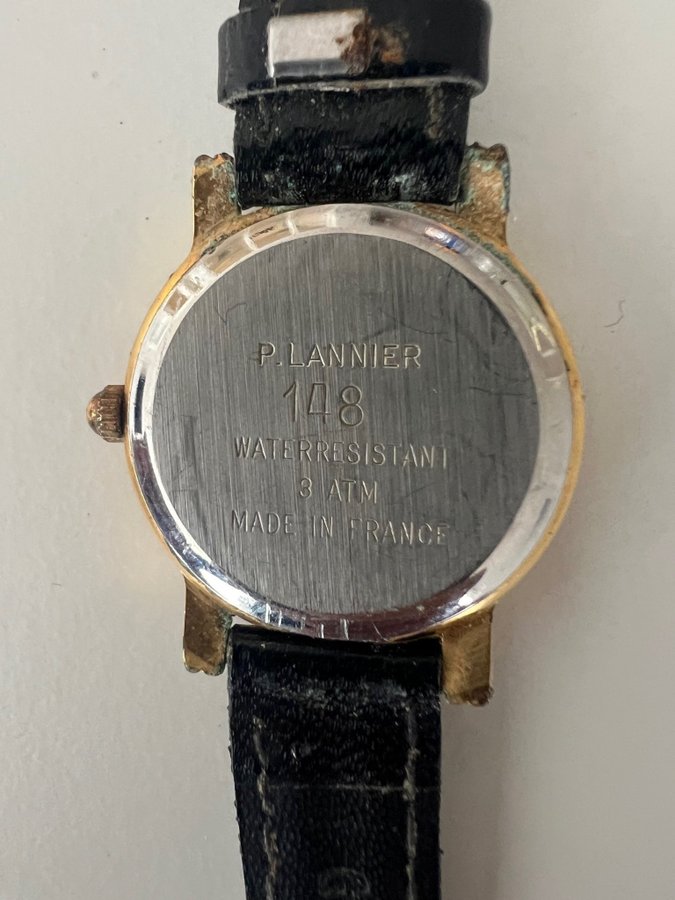 P.LANNIER
148
WATERRESISTANT
3 ATM
MADE IN FRANCE